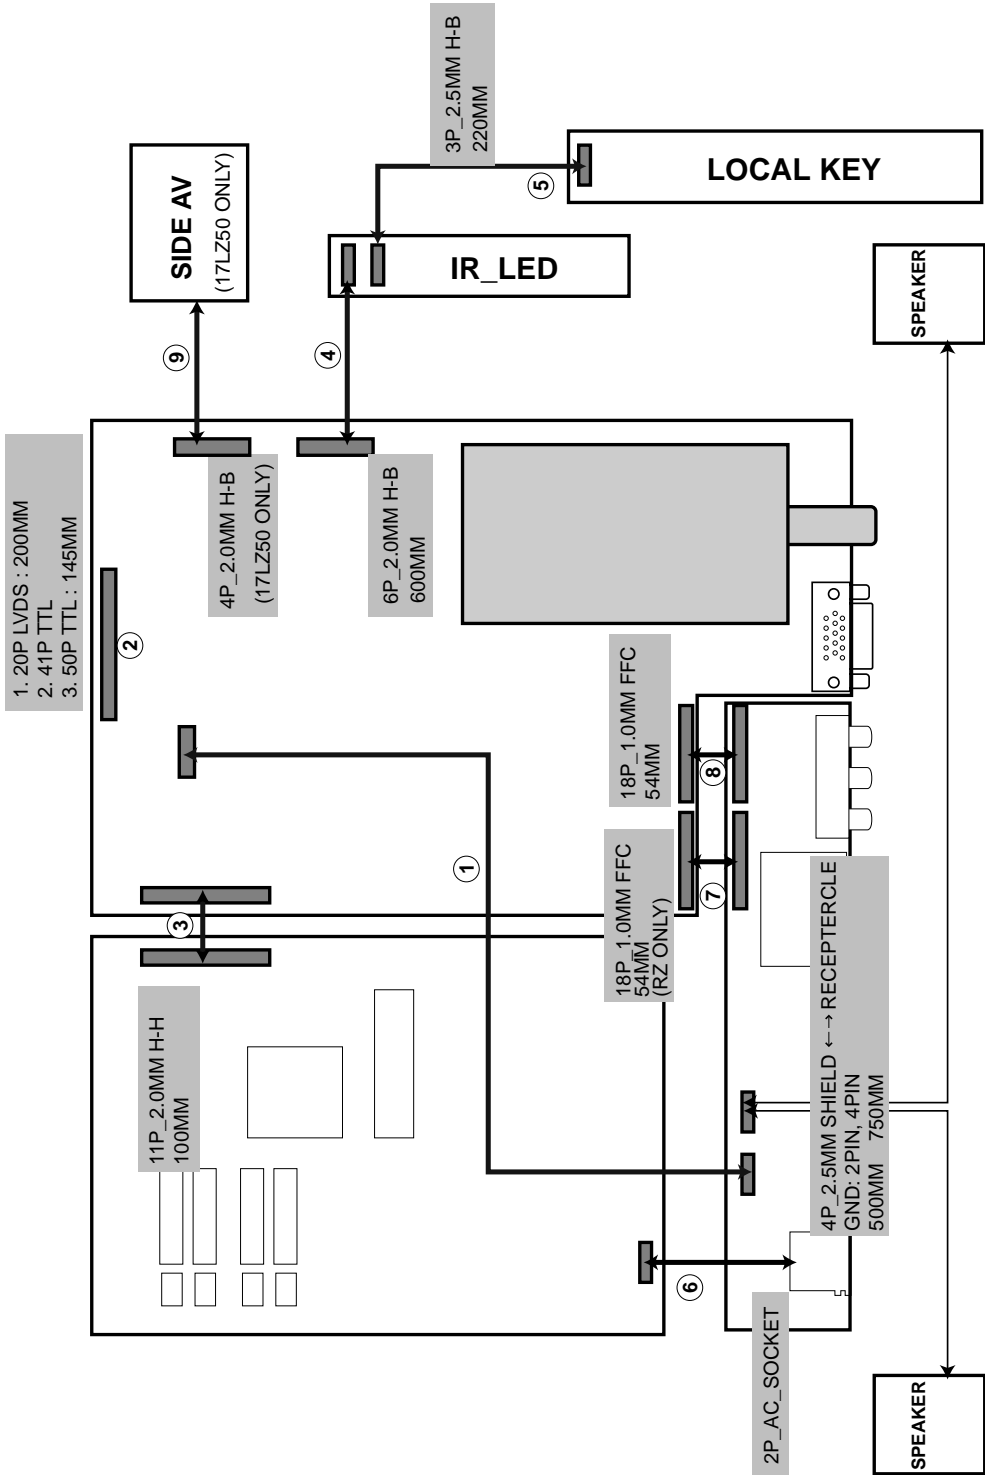 1. 20P LVDS : 200MM
2. 41P TTL
3. 50P TTL : 145MM
SIDE AV
(17LZ50 ONLY)
3P_2.5MM H-B
220MM
LOCAL KEY
IR_LED
SPEAKER
9
4
5
4P_2.0MM H-B
(17LZ50 ONLY)
6P_2.0MM H-B
600MM
2
1
3
11P_2.0MM H-H
100MM
18P_1.0MM FFC
54MM
8
18P_1.0MM FFC
54MM
(RZ ONLY)
7
4P_2.5MM SHIELD ←→ RECEPTERCLE
GND: 2PIN, 4PIN
500MM 750MM
6
2P_AC_SOCKET
SPEAKER